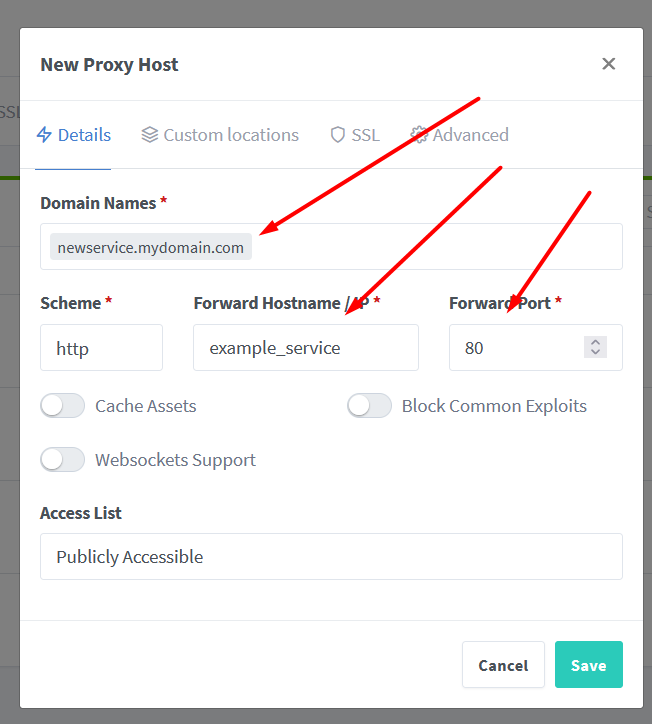 New Proxy Host
SSL
Details Custom locations SSL Advanced
Domain Names *
newservice.mydomain.com
Scheme * Forward Hostname / IP * Forward Port *
http example_service 80
Cache Assets Block Common Exploits
Websockets Support
Access List
Publicly Accessible
Cancel Save